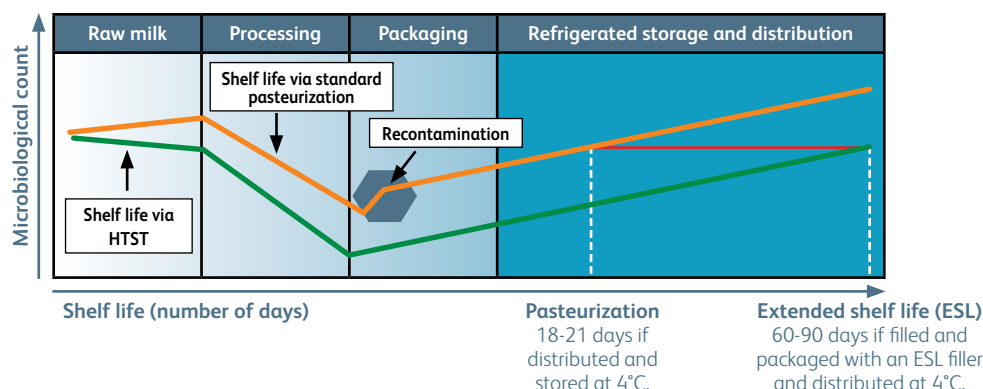 Raw milk
Processing
Packaging
Refrigerated storage and distribution
Microbiological count
Shelf life via standard
pasteurization
Recontamination
Shelf life via
HTST
Shelf life (number of days)
Pasteurization
18-21 days if
distributed and
stored at 4°C.
Extended shelf life (ESL)
60-90 days if filled and
packaged with an ESL filler
and distributed at 4°C.